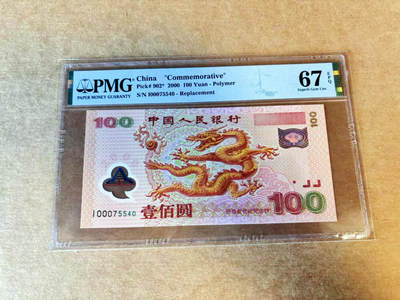 PMG
PAPER MONEY GUARANTY
China "Commemorative"
Pick# 902* 2000 100 Yuan - Polymer
S/N I00075540 - Replacement
67 EPQ
Superb Gem Unc
100 中国人民银行
100
I00075540
壹佰圆
100